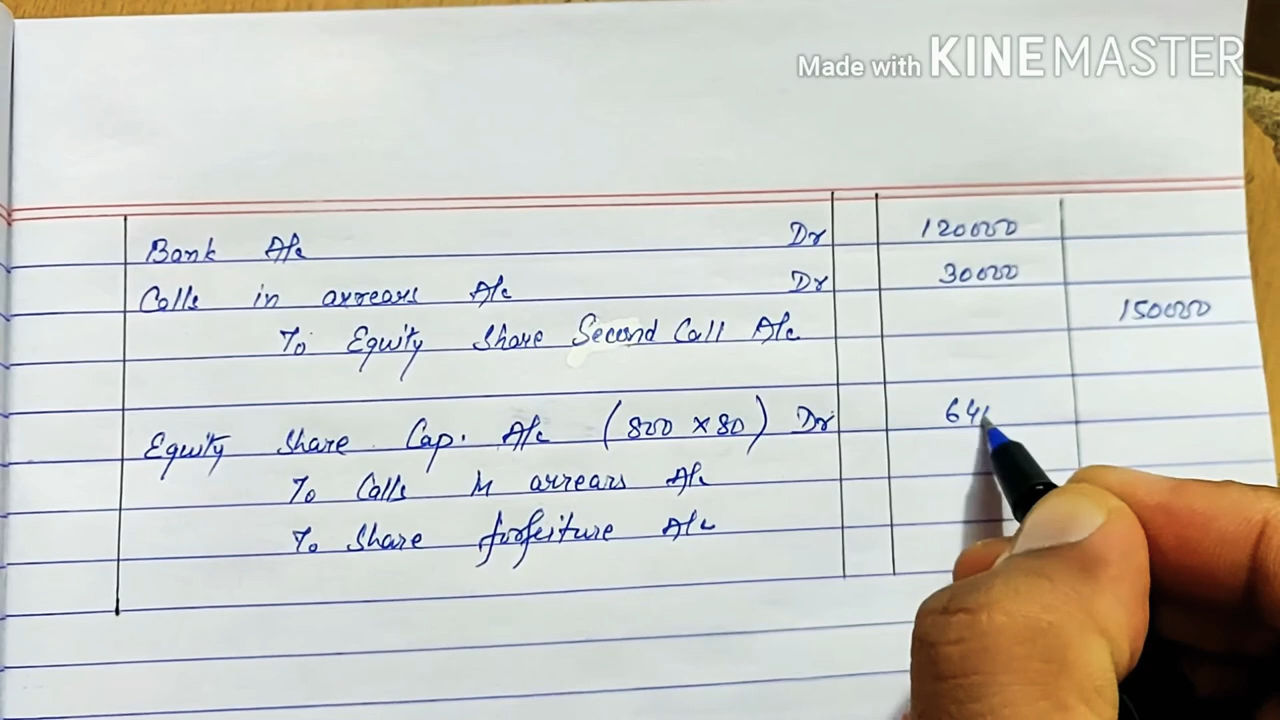 Made with KINEMASTER
Bank A/c Dr 120000
Calls in arrears A/c Dr 30000
To Equity Share Second Call A/c 150000
Equity Share Cap. A/c (800 x 80) Dr 64
To Calls in arrears A/c
To Share forfeiture A/c